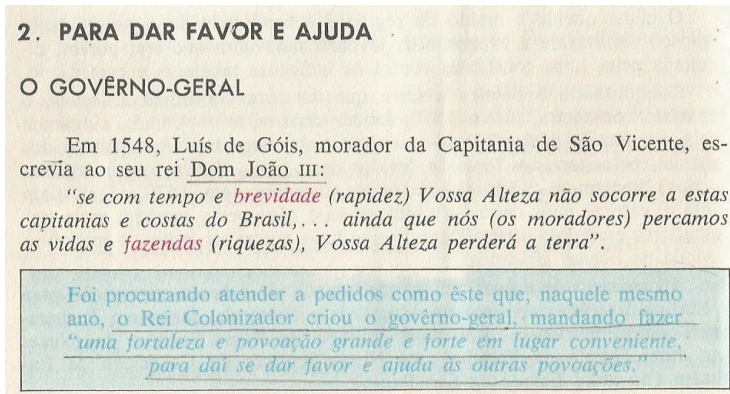 2. PARA DAR FAVOR E AJUDA
O GOVÊRNO-GERAL
Em 1548, Luís de Góis, morador da Capitania de São Vicente, es-
crevia ao seu rei Dom João III:
"se com tempo e brevidade (rapidez) Vossa Alteza não socorre a estas
capitanias e costas do Brasil,... ainda que nós (os moradores) percamos
as vidas e fazendas (riquezas), Vossa Alteza perderá a terra".
Foi procurando atender a pedidos como êste que, naquele mesmo
ano, o Rei Colonizador criou o govêrno-geral, mandando fazer
"uma fortaleza e povoação grande e forte em lugar conveniente,
para daí se dar favor e ajuda às outras povoações."